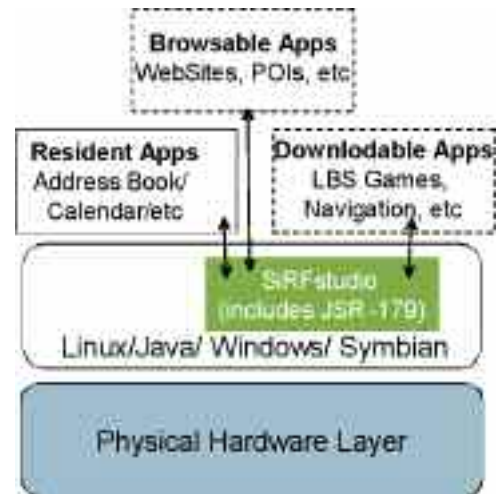 Browsable Apps
WebSites, POIs, etc
Resident Apps
Address Book/
Calendar/etc
Downlodable Apps
LBS Games,
Navigation, etc
SiRFstudio
(includes JSR -179)
Linux/Java/ Windows/ Symbian
Physical Hardware Layer